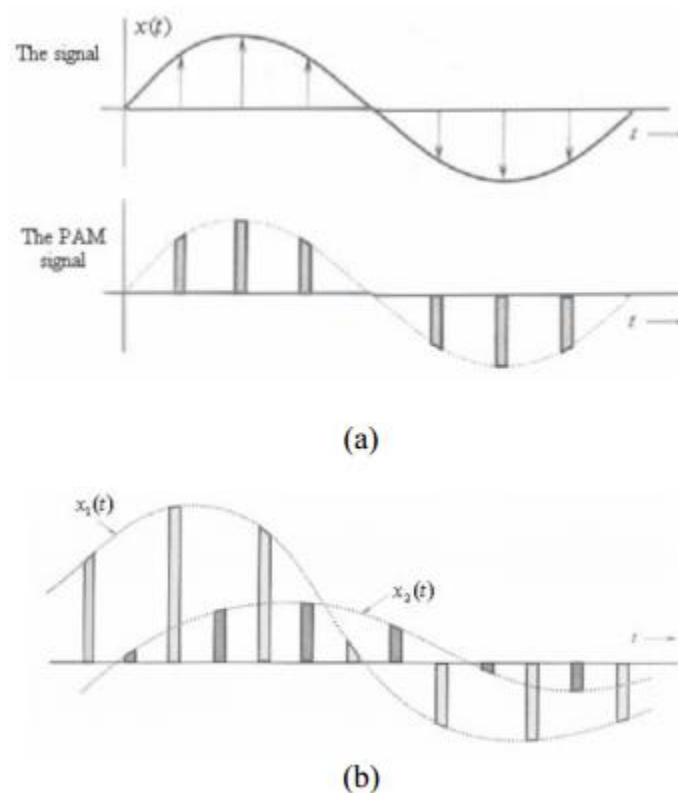 x(t)
The signal
t
The PAM
signal
t
(a)
x₁(t)
x₂(t)
t
(b)